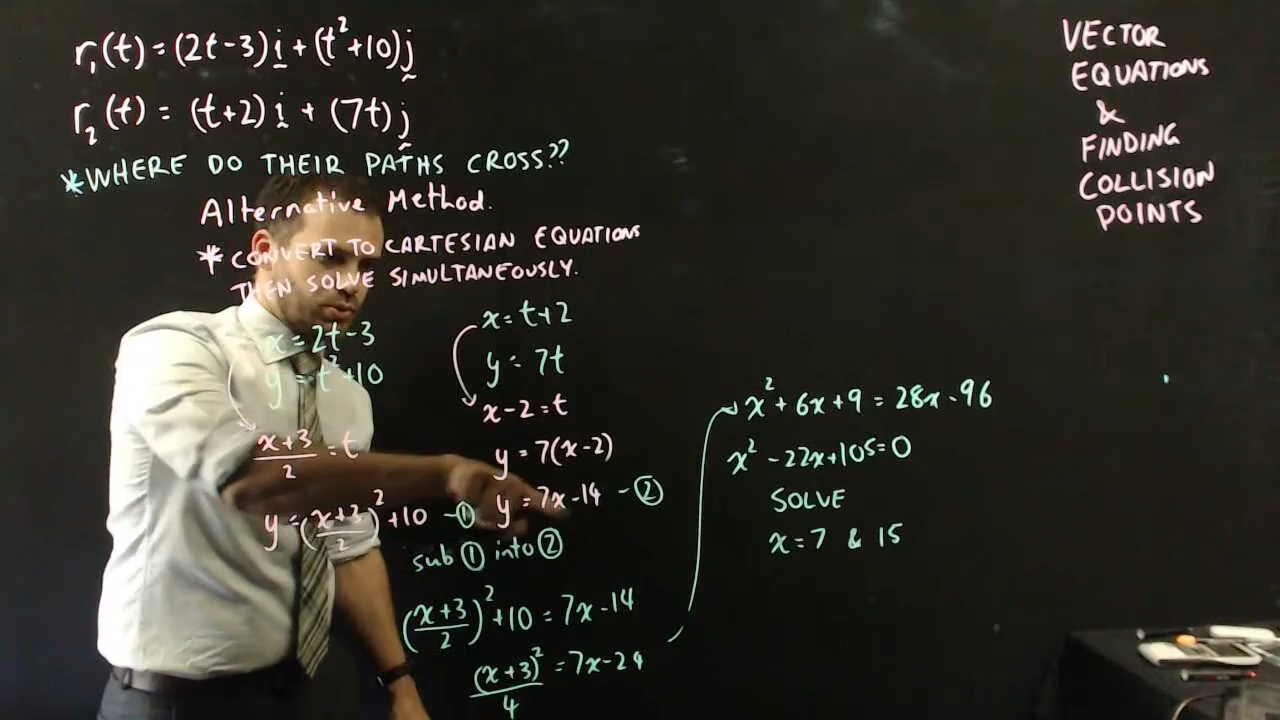 r₁(t) = (2t-3)i + (t²+10)j
r₂(t) = (t+2)i + (7t)j
*WHERE DO THEIR PATHS CROSS??
Alternative Method.
* CONVERT TO CARTESIAN EQUATIONS
THEN SOLVE SIMULTANEOUSLY.
x = 2t-3
y = t²+10
(x+3)/2 = t
y = ((x+3)/2)² + 10 - ①
x = t+2
y = 7t
x-2 = t
y = 7(x-2)
y = 7x-14 - ②
sub ① into ②
((x+3)/2)² + 10 = 7x-14
(x+3)²/4 = 7x-24
x² + 6x + 9 = 28x - 96
x² - 22x + 105 = 0
SOLVE
x = 7 & 15
VECTOR
EQUATIONS
&
FINDING
COLLISION
POINTS